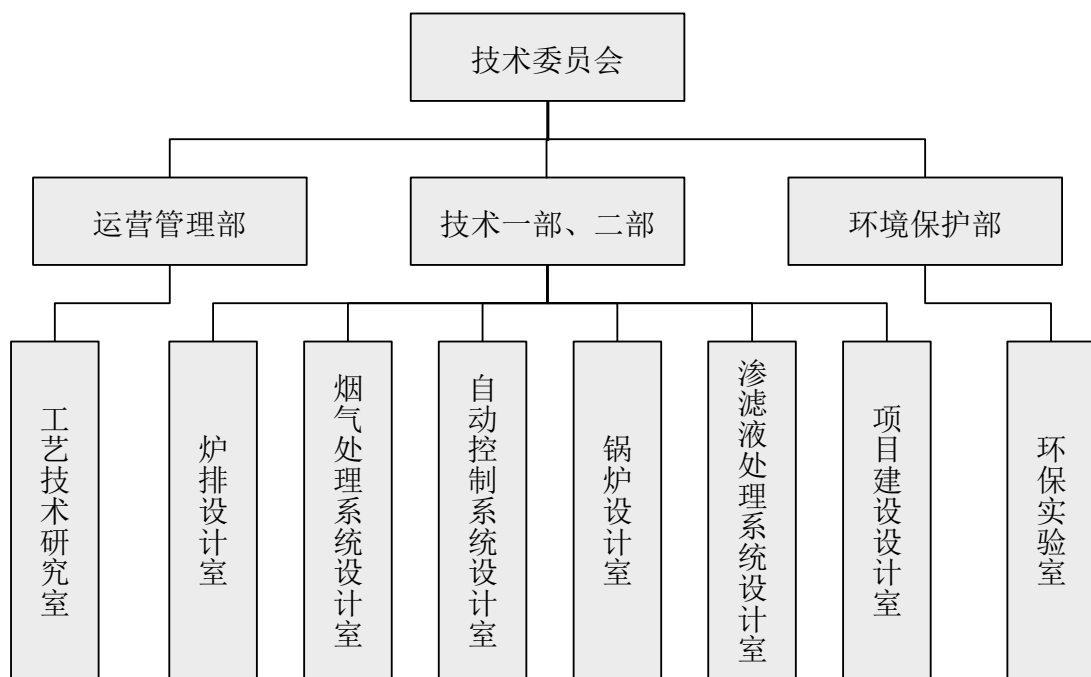 技术委员会
运营管理部
技术一部、二部
环境保护部
工艺技术研究室
炉排设计室
烟气处理系统设计室
自动控制系统设计室
锅炉设计室
渗滤液处理系统设计室
项目建设设计室
环保实验室